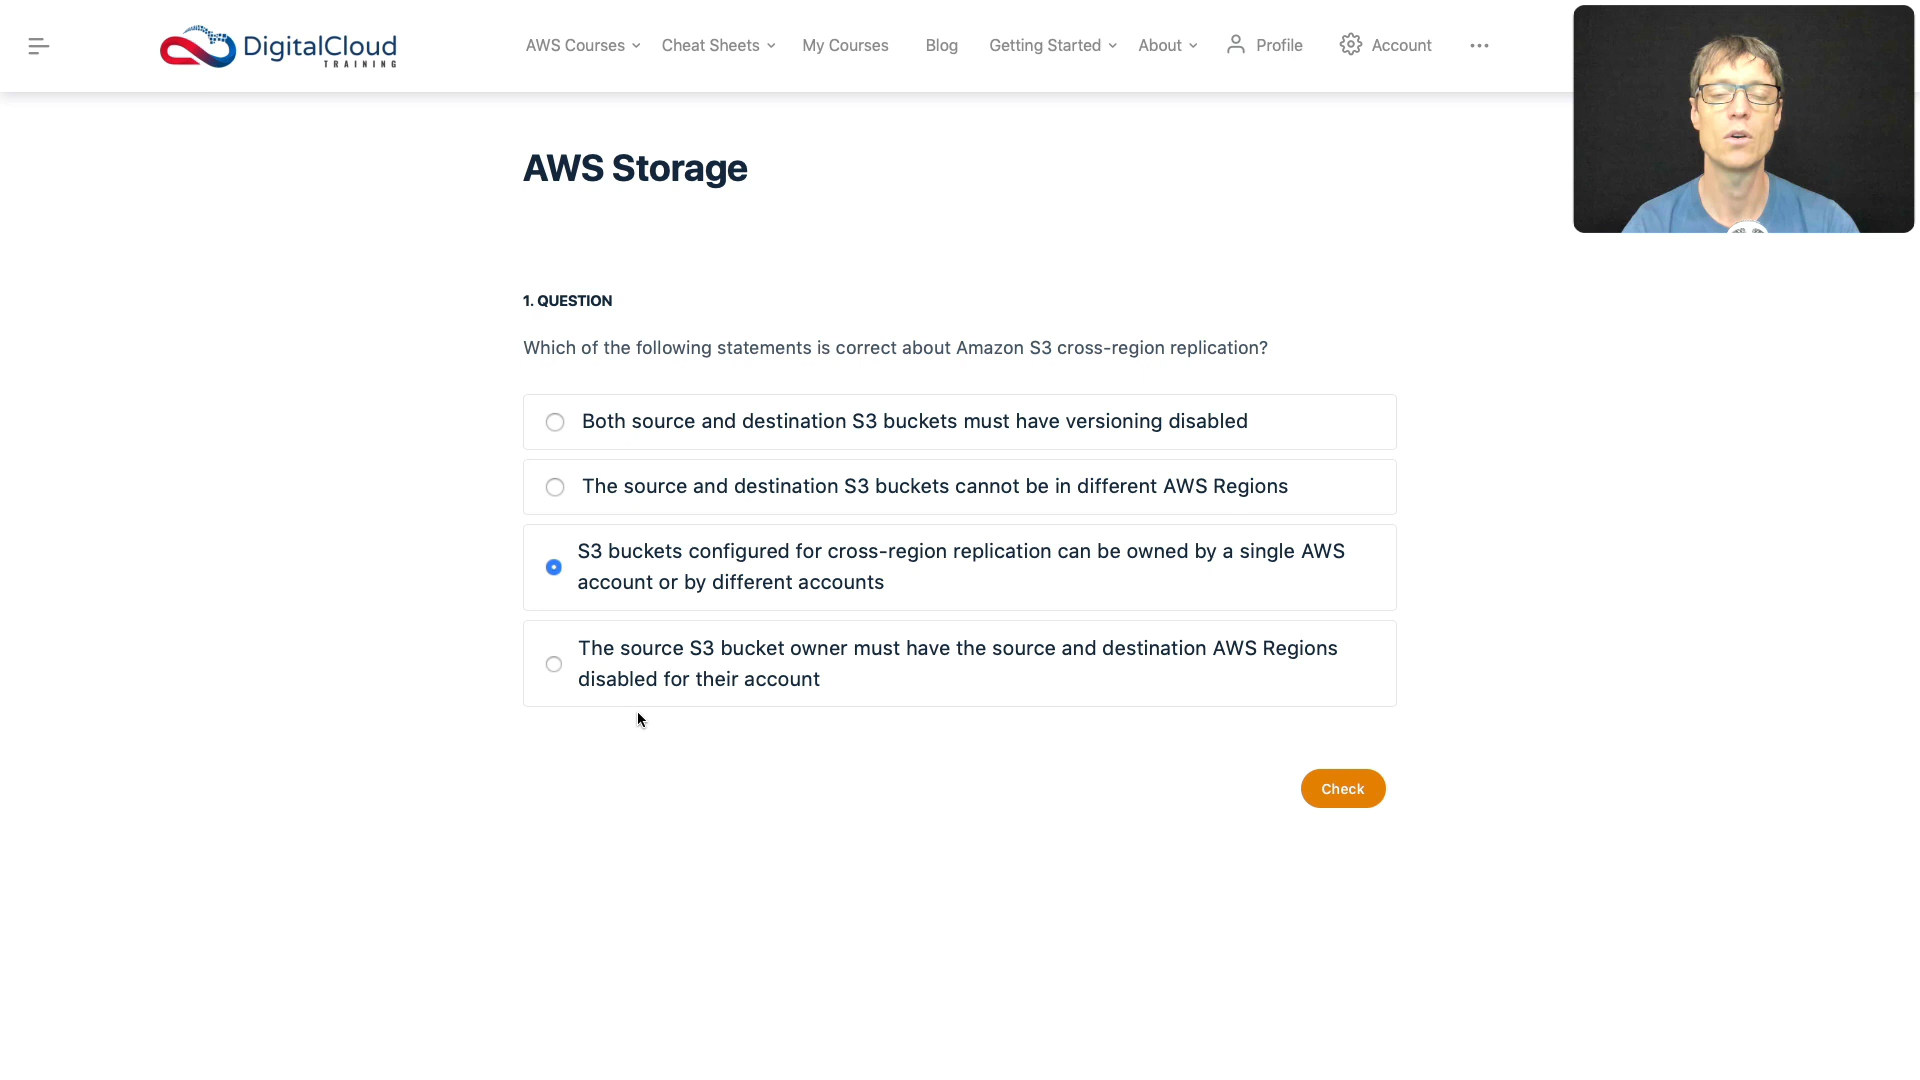 DigitalCloud
TRAINING
AWS Courses
Cheat Sheets
My Courses
Blog
Getting Started
About
Profile
Account
AWS Storage
1. QUESTION
Which of the following statements is correct about Amazon S3 cross-region replication?
Both source and destination S3 buckets must have versioning disabled
The source and destination S3 buckets cannot be in different AWS Regions
S3 buckets configured for cross-region replication can be owned by a single AWS
account or by different accounts
The source S3 bucket owner must have the source and destination AWS Regions
disabled for their account
Check